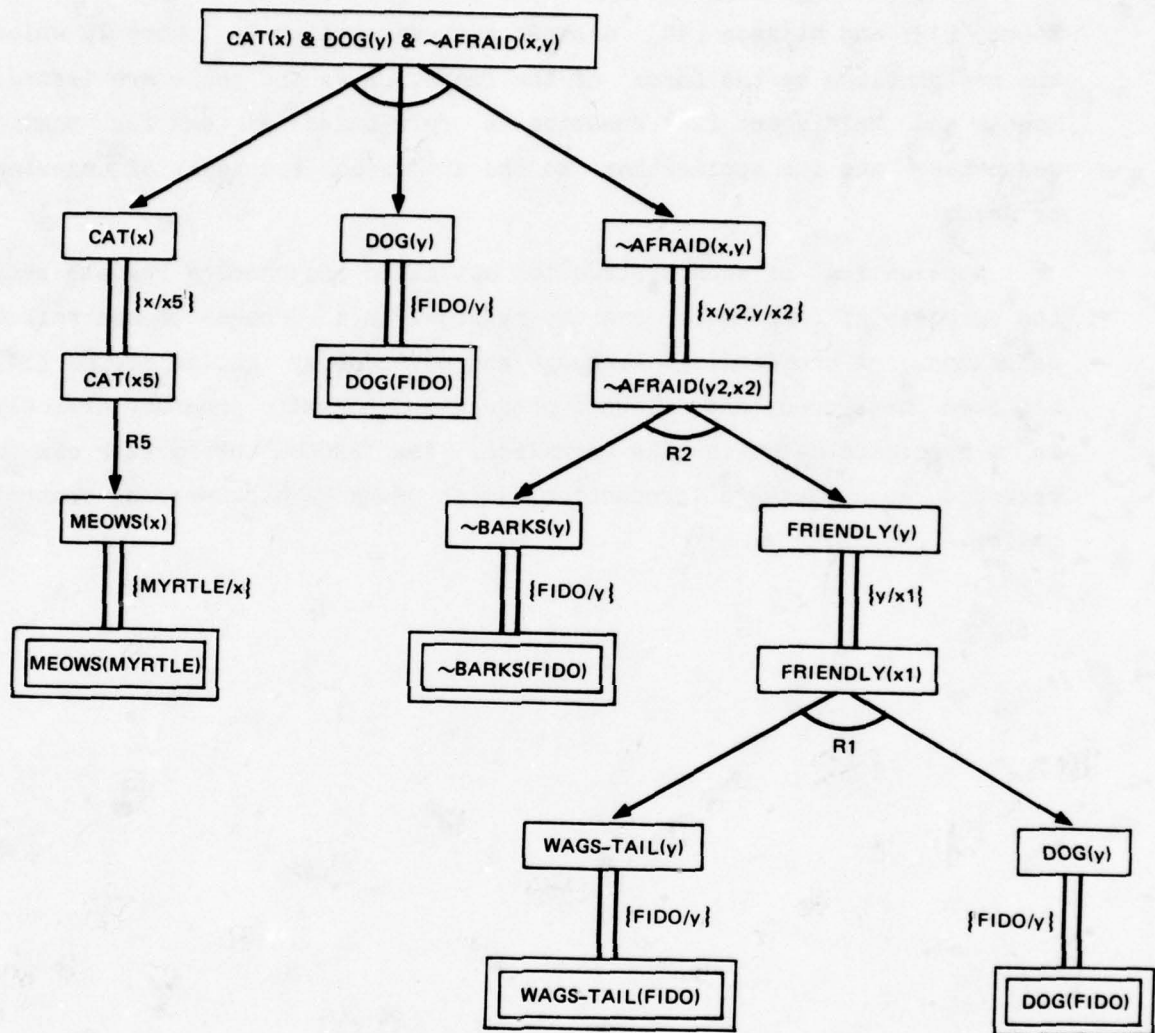 CAT(x) & DOG(y) & ~AFRAID(x,y)
CAT(x)
DOG(y)
~AFRAID(x,y)
{x/x5}
{FIDO/y}
{x/y2,y/x2}
CAT(x5)
DOG(FIDO)
~AFRAID(y2,x2)
R5
R2
MEOWS(x)
~BARKS(y)
FRIENDLY(y)
{MYRTLE/x}
{FIDO/y}
{y/x1}
MEOWS(MYRTLE)
~BARKS(FIDO)
FRIENDLY(x1)
R1
WAGS-TAIL(y)
DOG(y)
{FIDO/y}
{FIDO/y}
WAGS-TAIL(FIDO)
DOG(FIDO)